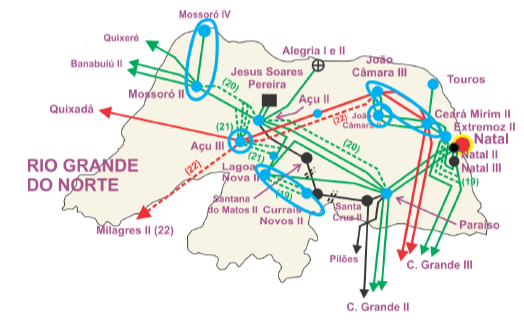 Mossoró IV
Quixeré
Banabuiú II
Mossoró II
Quixadá
Jesus Soares
Pereira
Alegria I e II
Açu II
João
Câmara III
Touros
João
Câmara II
Ceará Mirim II
Extremoz II
Natal
Natal II
Natal III
(19)
(20)
(21)
(22)
Açu III
(20)
(21)
Lagoa
Nova II
(19)
RIO GRANDE
DO NORTE
(22)
Santana
do Matos II
Currais
Novos II
Santa
Cruz II
Paraíso
Milagres II (22)
Pilões
C. Grande III
C. Grande II